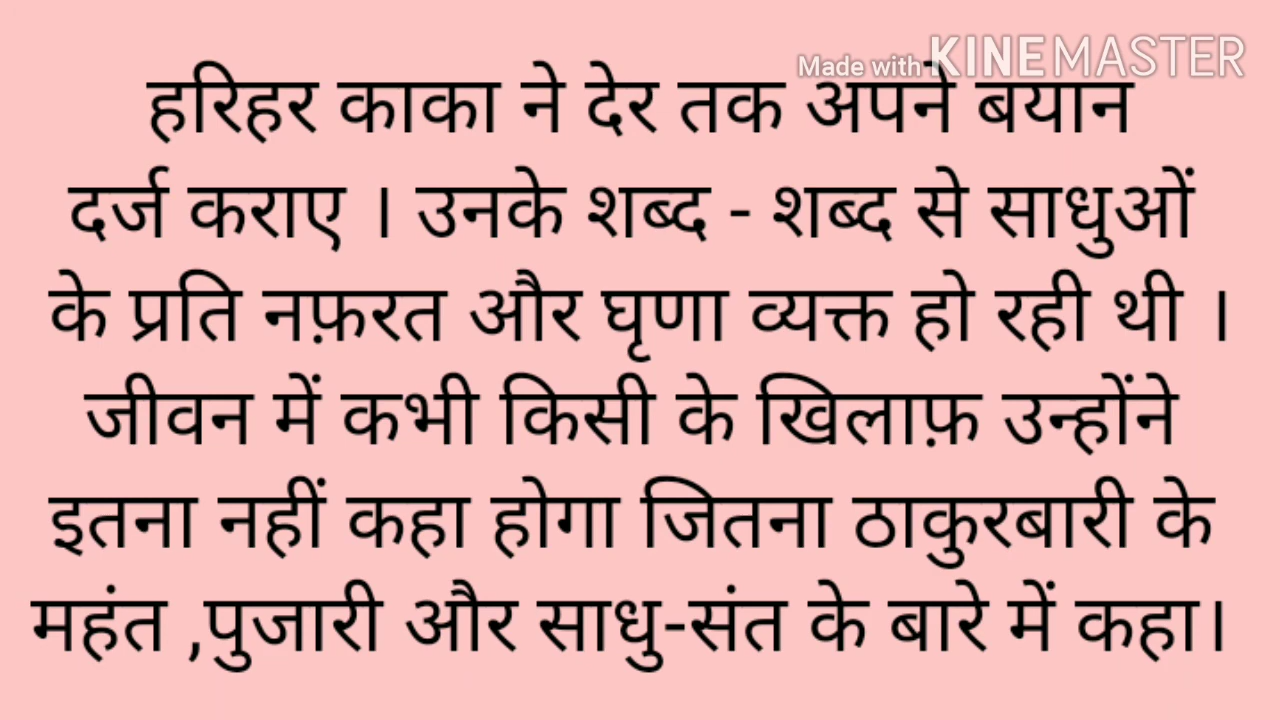 Made with KINEMASTER
हरिहर काका ने देर तक अपने बयान
दर्ज कराए । उनके शब्द - शब्द से साधुओं
के प्रति नफ़रत और घृणा व्यक्त हो रही थी ।
जीवन में कभी किसी के खिलाफ़ उन्होंने
इतना नहीं कहा होगा जितना ठाकुरबारी के
महंत ,पुजारी और साधु-संत के बारे में कहा।